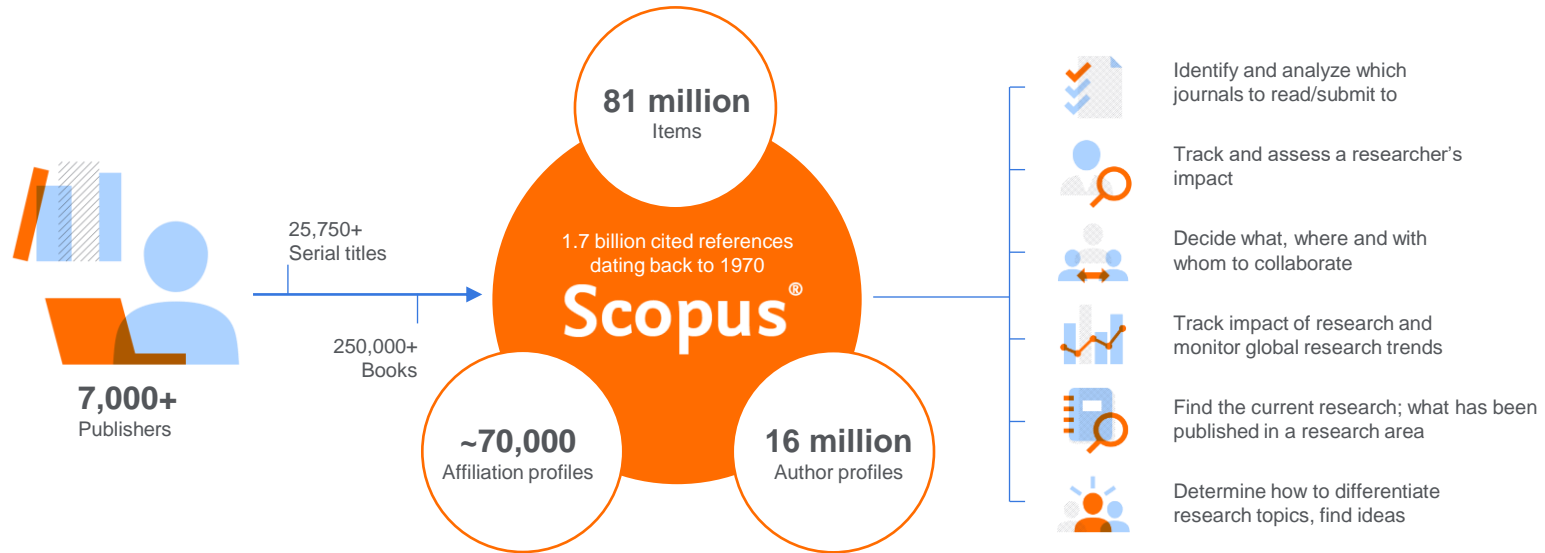 7,000+
Publishers
25,750+
Serial titles
250,000+
Books
81 million
Items
1.7 billion cited references
dating back to 1970
Scopus®
~70,000
Affiliation profiles
16 million
Author profiles
Identify and analyze which
journals to read/submit to
Track and assess a researcher's
impact
Decide what, where and with
whom to collaborate
Track impact of research and
monitor global research trends
Find the current research; what has been
published in a research area
Determine how to differentiate
research topics, find ideas